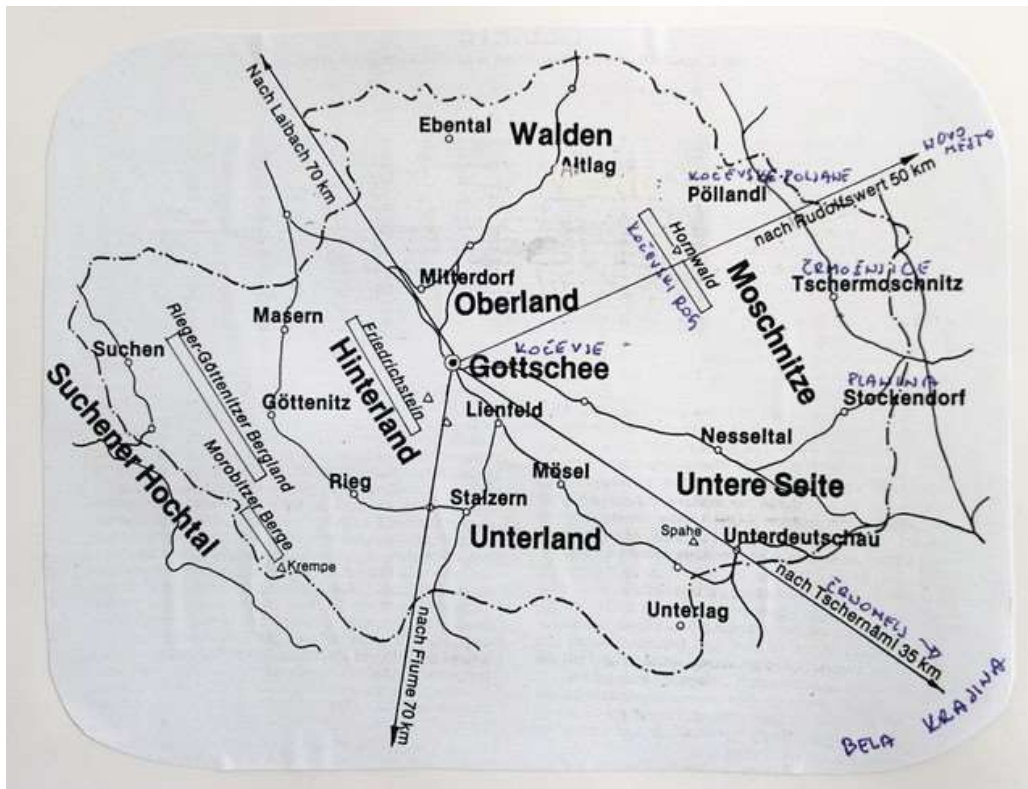 Nach Laibach 70 km
Ebental
Walden
Altlag
NOVO
MESTO
KOČEVSKE POLJANE
Pöllandl
nach Rudolfswert 50 km
Hornwald
KOČEVSKI ROG
Moschnitze
ČRMOŠNJICE
Tschermoschnitz
Mitterdorf
Oberland
Masern
Friedrichstein
Hinterland
KOČEVJE
Gottschee
Suchen
Rieger-Göttenitzer Bergland
Suchener Hochtal
Morobitzer Berge
Göttenitz
Lienfeld
PLANINA
Stockendorf
Nesseltal
Rieg
Mösel
Untere Seite
Stalzern
Unterland
Spahe
Unterdeutschau
Krempe
Unterlag
nach Fiume 70 km
nach Tschernäml 35 km
ČRNOMELJ
BELA KRAJINA